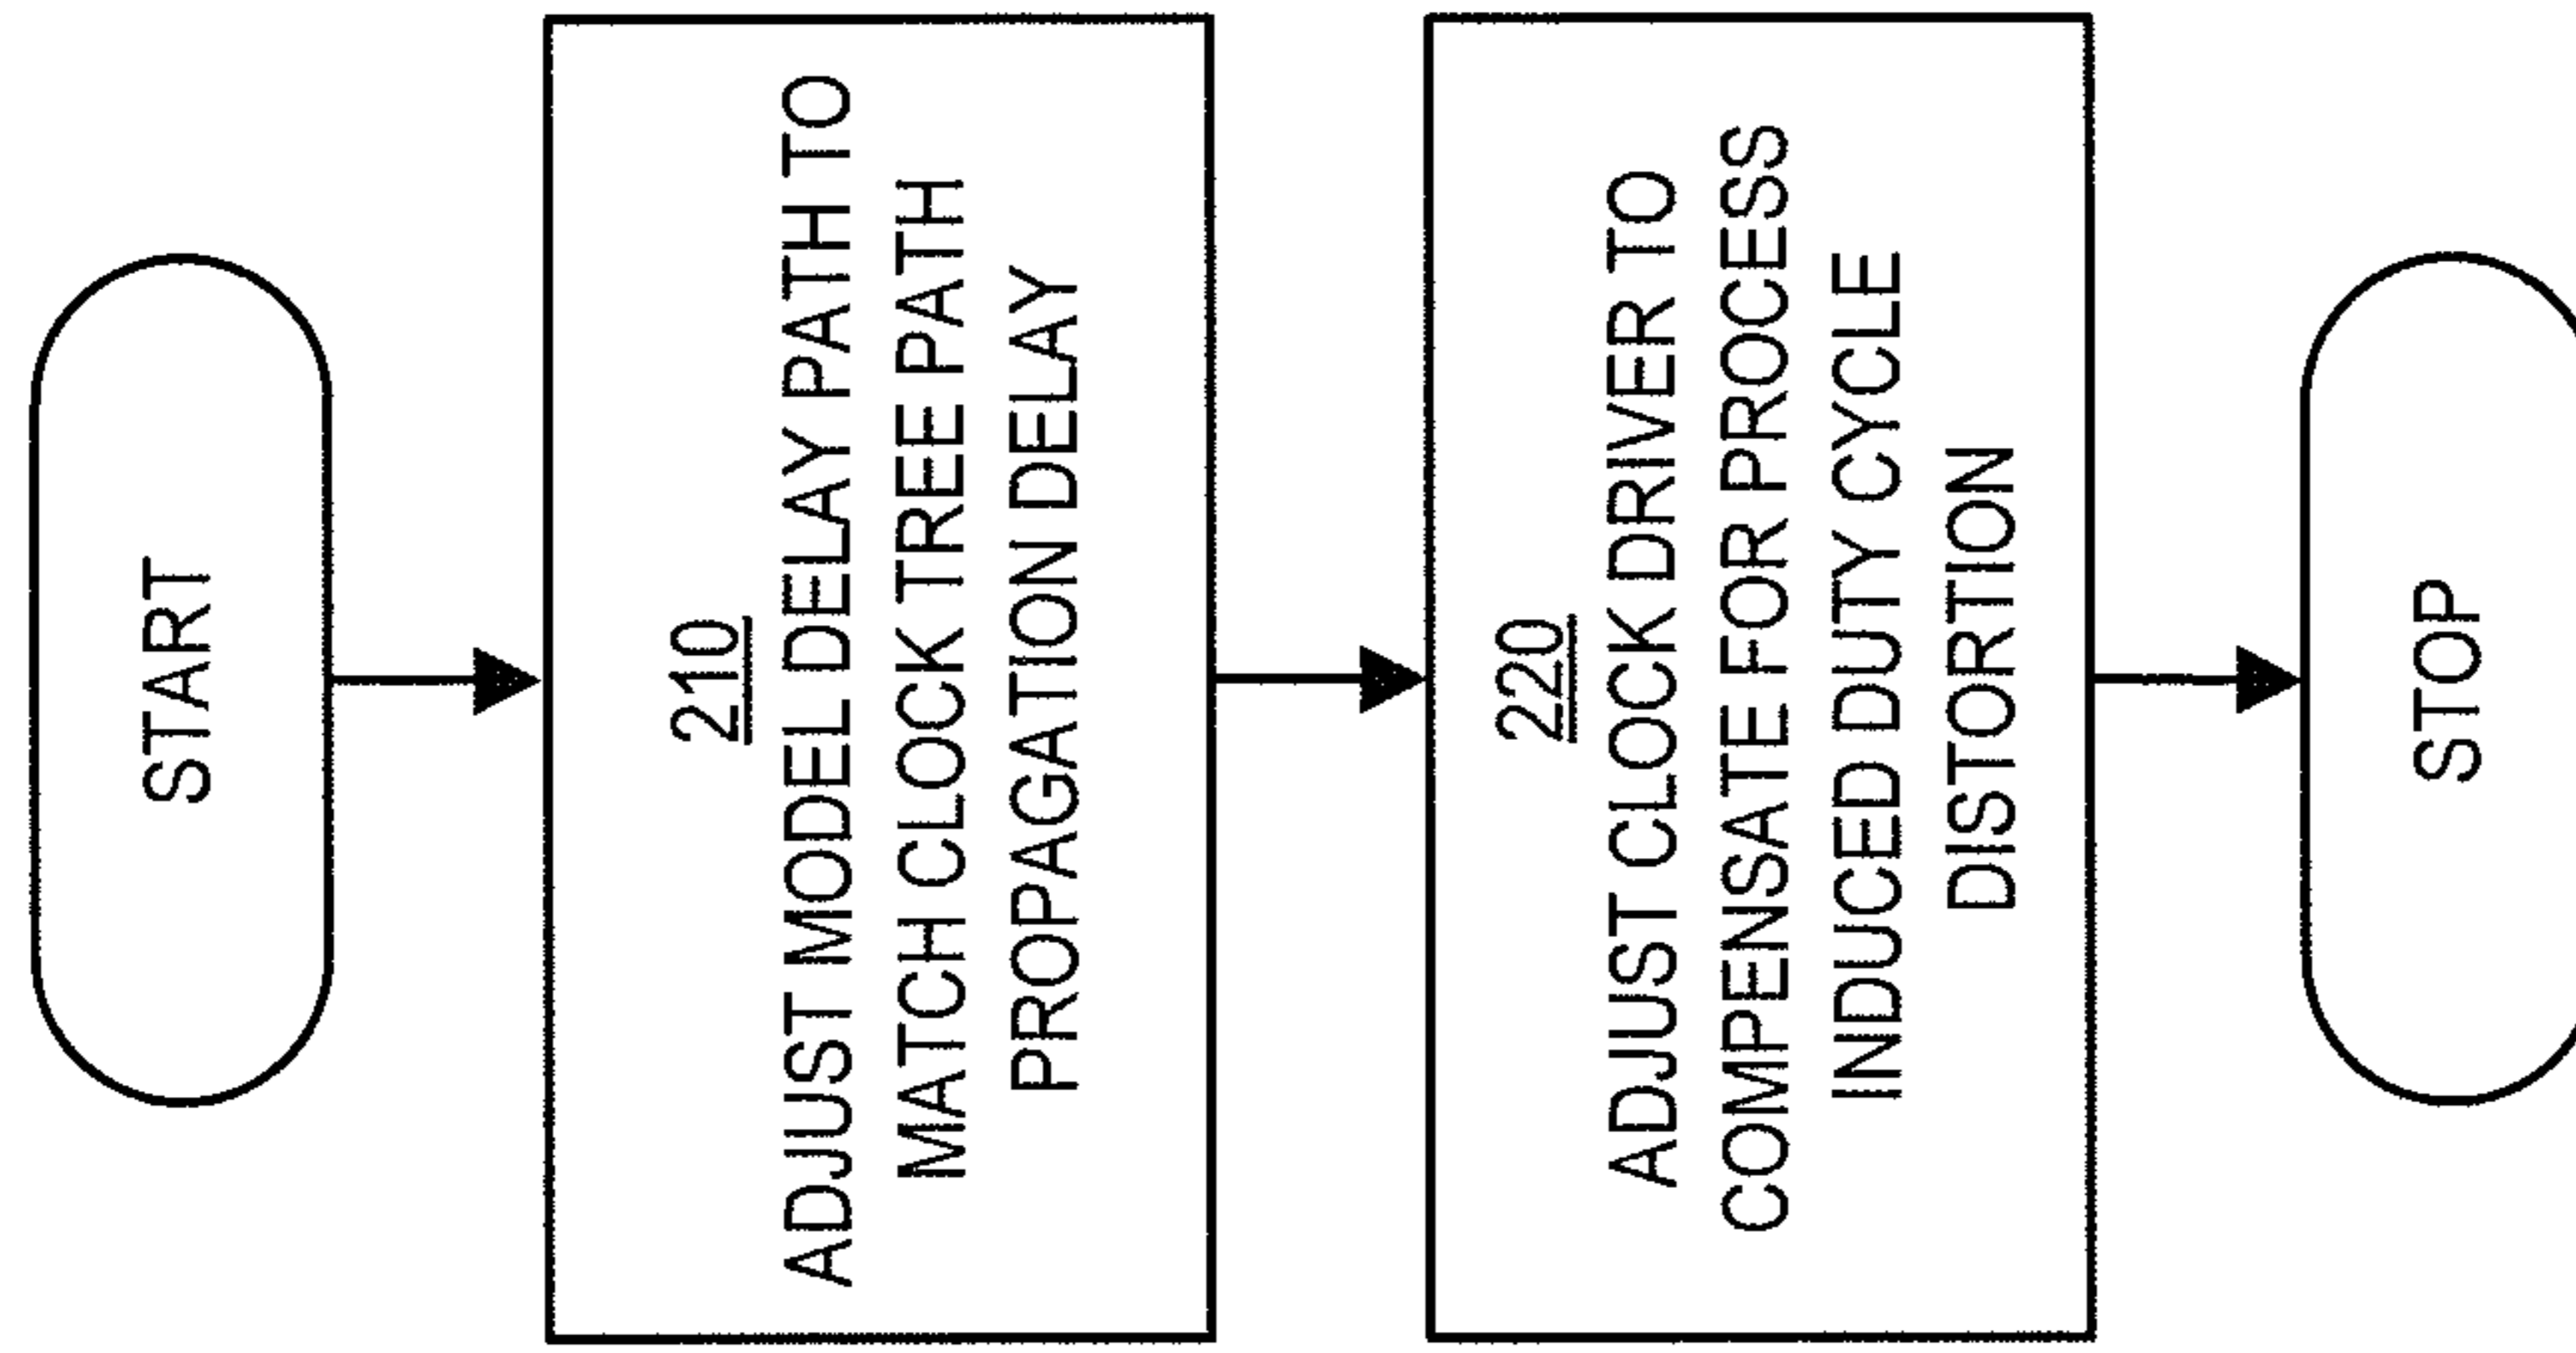 START
210
ADJUST MODEL DELAY PATH TO
MATCH CLOCK TREE PATH
PROPAGATION DELAY
220
ADJUST CLOCK DRIVER TO
COMPENSATE FOR PROCESS
INDUCED DUTY CYCLE
DISTORTION
STOP